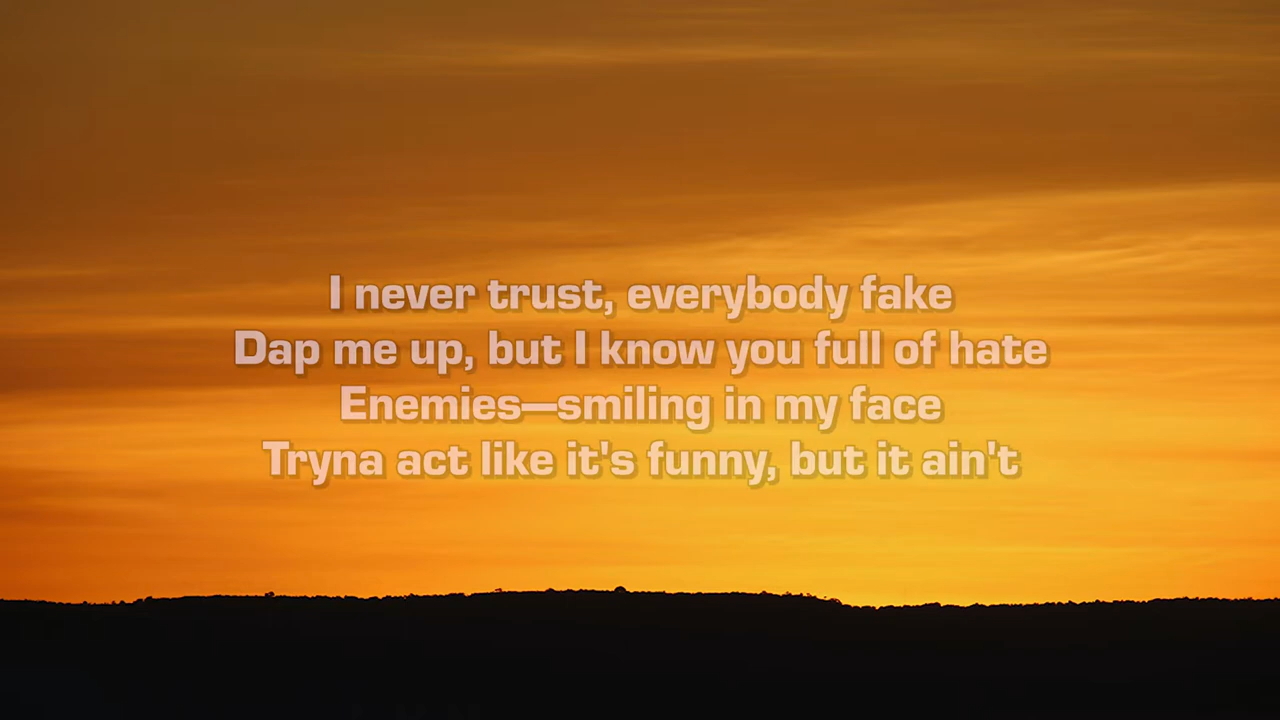 I never trust, everybody fake
Dap me up, but I know you full of hate
Enemies—smiling in my face
Tryna act like it's funny, but it ain't